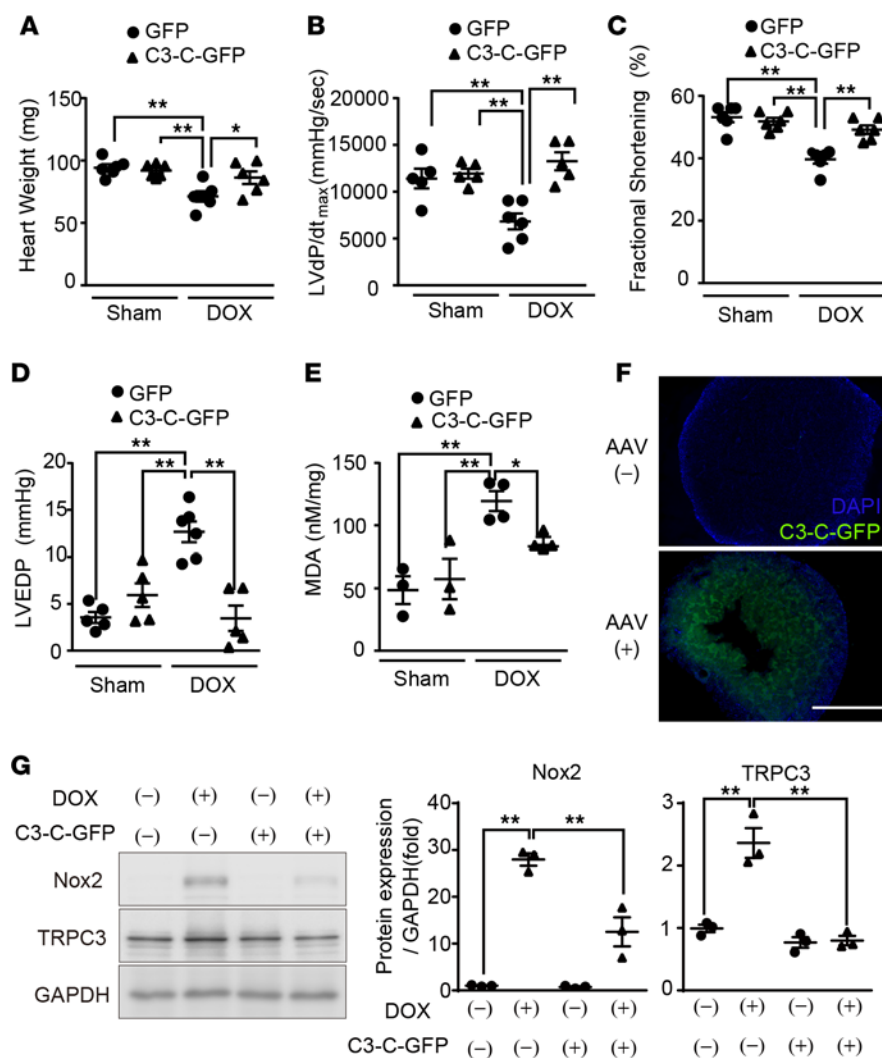 A
● GFP
▲ C3-C-GFP
Heart Weight (mg)
150
100
50
0
**
**
*
Sham DOX
B
● GFP
▲ C3-C-GFP
LVdP/dtmax(mmHg/sec)
20000
15000
10000
5000
0
**
**
**
Sham DOX
C
● GFP
▲ C3-C-GFP
Fractional Shortening (%)
60
40
20
0
**
**
**
Sham DOX
D
● GFP
▲ C3-C-GFP
LVEDP (mmHg)
20
15
10
5
0
**
**
**
Sham DOX
E
● GFP
▲ C3-C-GFP
MDA (nM/mg)
150
100
50
0
**
**
*
Sham DOX
F
AAV
(−)
DAPI
C3-C-GFP
AAV
(+)
G
DOX (−) (+) (−) (+)
C3-C-GFP (−) (−) (+) (+)
Nox2
TRPC3
GAPDH
Nox2
Protein expression
/ GAPDH(fold)
40
30
20
10
0
** **
DOX (−) (+) (−) (+)
C3-C-GFP (−) (−) (+) (+)
TRPC3
3
2
1
0
** **
(−) (+) (−) (+)
(−) (−) (+) (+)